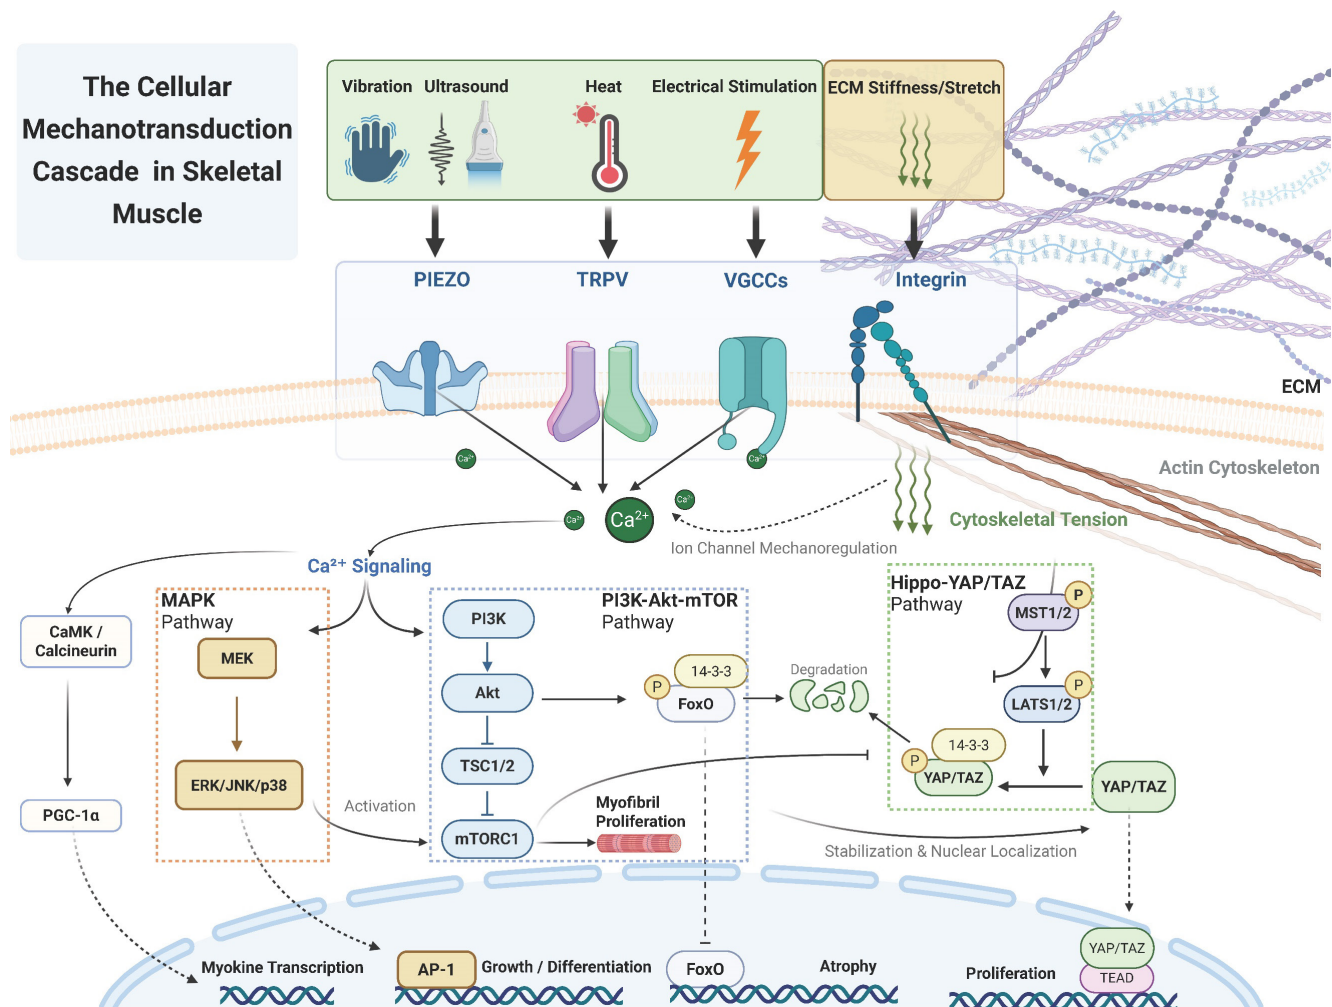 The Cellular
Mechanotransduction
Cascade in Skeletal
Muscle
Vibration
Ultrasound
Heat
Electrical Stimulation
ECM Stiffness/Stretch
PIEZO
TRPV
VGCCs
Integrin
ECM
Ca²⁺
Ca²⁺
Ca²⁺
Ca²⁺
Ca²⁺
Actin Cytoskeleton
Cytoskeletal Tension
Ion Channel Mechanoregulation
Ca²⁺ Signaling
CaMK /
Calcineurin
PGC-1α
MAPK
Pathway
MEK
ERK/JNK/p38
Activation
PI3K-Akt-mTOR
Pathway
PI3K
Akt
TSC1/2
mTORC1
P
14-3-3
FoxO
Myofibril
Proliferation
Degradation
Hippo-YAP/TAZ
Pathway
P
MST1/2
P
LATS1/2
14-3-3
P
YAP/TAZ
YAP/TAZ
Stabilization & Nuclear Localization
Myokine Transcription
AP-1
Growth / Differentiation
FoxO
Atrophy
Proliferation
YAP/TAZ
TEAD